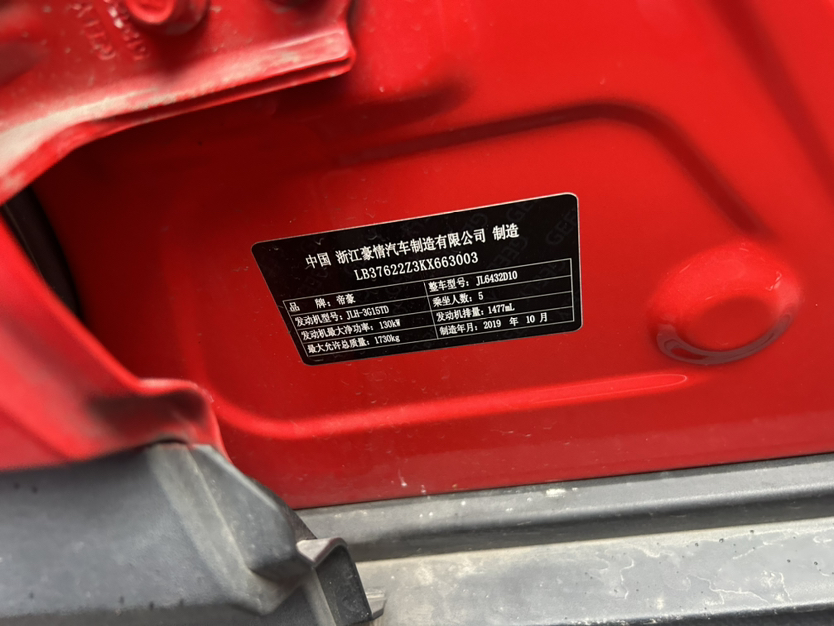 中国 浙江豪情汽车制造有限公司 制造
LB37622Z3KX663003
品 牌：帝豪 整车型号：JL6432D10
发动机型号：JLH-3G15TD 乘坐人数：5
发动机最大净功率：130kW 发动机排量：1477mL
最大允许总质量：1730kg 制造年月：2019 年 10 月